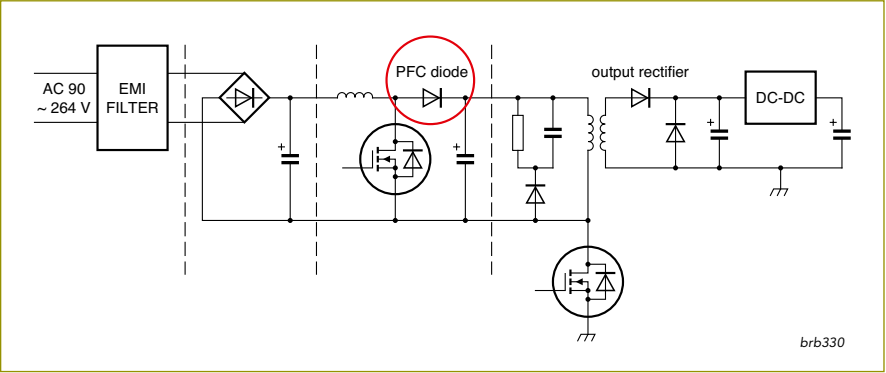 AC 90
~ 264 V
EMI
FILTER
+
PFC diode
+
output rectifier
+
DC-DC
+
brb330